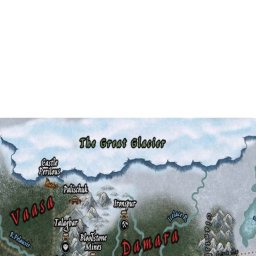 The Great Glacier
Castle
Perilous
Palischuk
Vaasa
Ironspur
Talagbar
Bloodstone
Mines
Damara